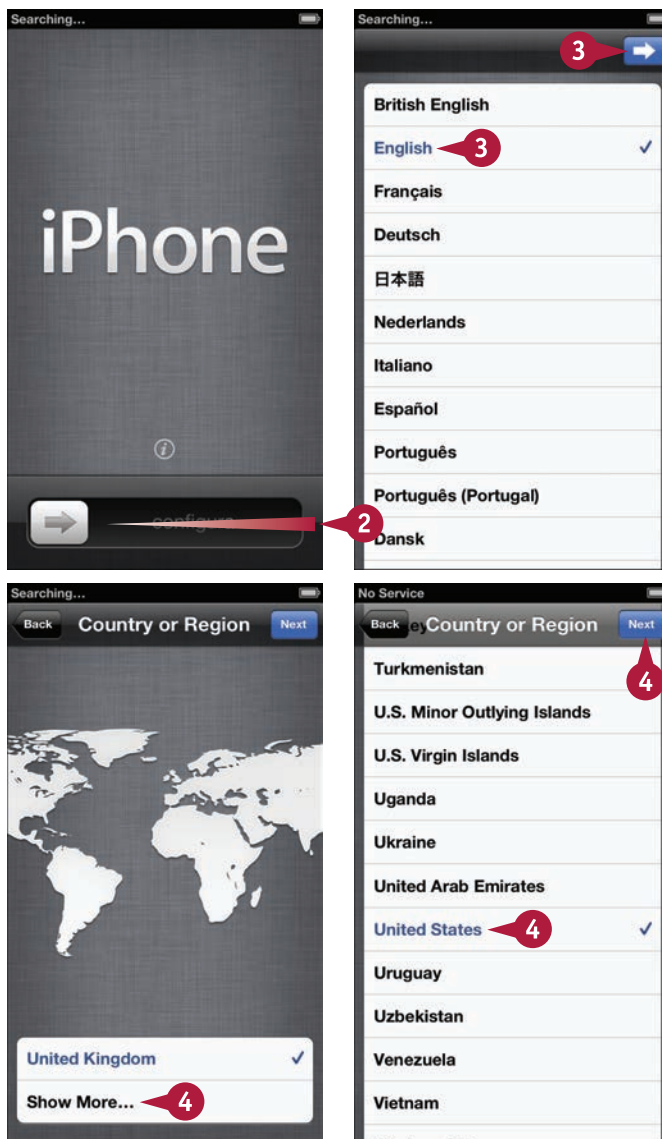 Searching...
iPhone
configure
2
Searching...
3
British English
English
3
Français
Deutsch
日本語
Nederlands
Italiano
Español
Português
Português (Portugal)
Dansk
Searching...
Back
Country or Region
Next
United Kingdom
Show More...
4
No Service
Back
Country or Region
Next
4
Turkmenistan
U.S. Minor Outlying Islands
U.S. Virgin Islands
Uganda
Ukraine
United Arab Emirates
United States
4
Uruguay
Uzbekistan
Venezuela
Vietnam